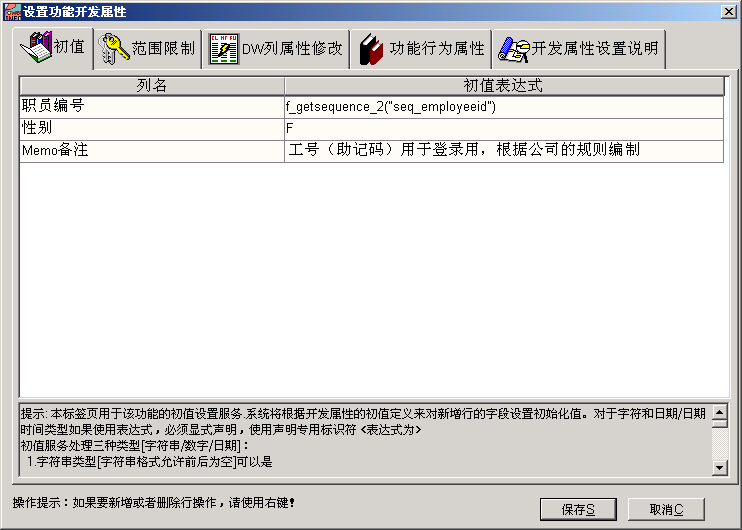 设置功能开发属性
初值 范围限制 DW列属性修改 功能行为属性 开发属性设置说明
列名 初值表达式
职员编号 f_getsequence_2("seq_employeeid")
性别 F
Memo备注 工号（助记码）用于登录用，根据公司的规则编制
提示: 本标签页用于该功能的初值设置服务.系统将根据开发属性的初值定义来对新增行的字段设置初始化值。对于字符和日期/日期
时间类型如果使用表达式，必须显式声明，使用声明专用标识符 <表达式为>
初值服务处理三种类型[字符串/数字/日期]：
1.字符串类型[字符串格式允许前后为空]可以是
操作提示：如果要新增或者删除行操作，请使用右键！
保存S 取消C